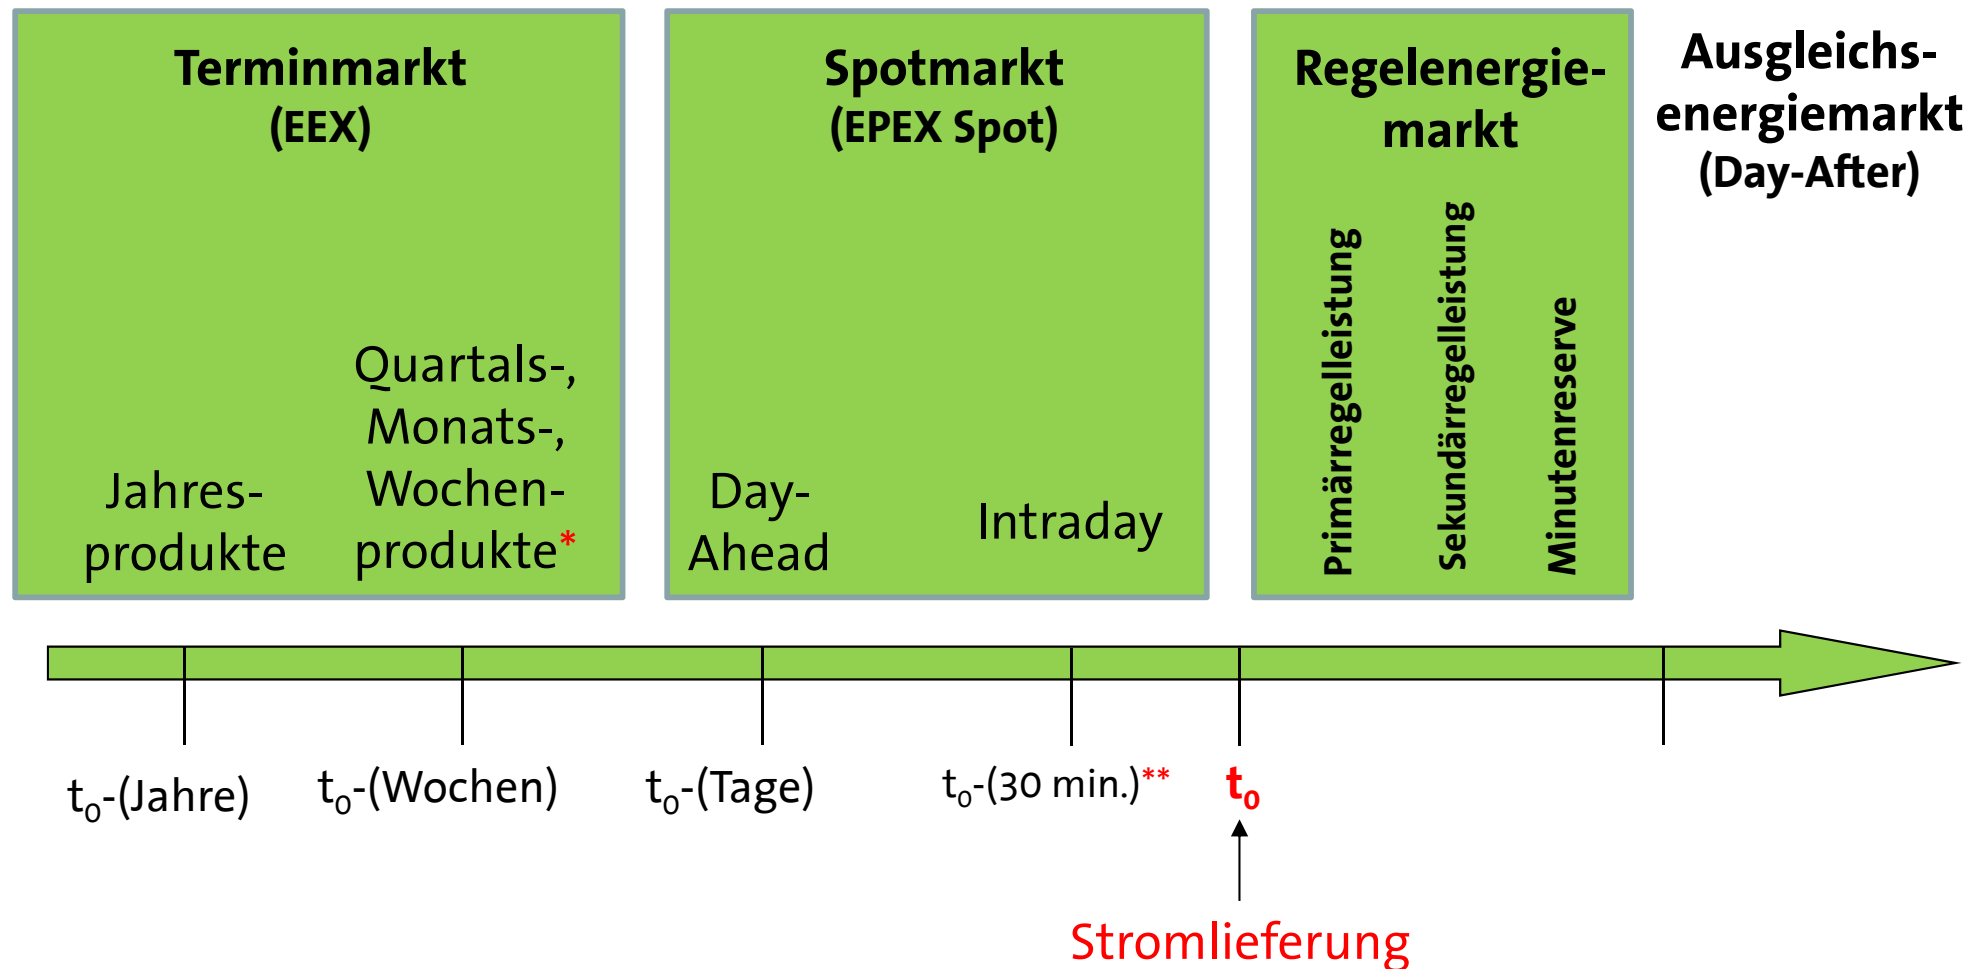 Terminmarkt
(EEX)
Jahres-
produkte
Quartals-,
Monats-,
Wochen-
produkte*
Spotmarkt
(EPEX Spot)
Day-
Ahead
Intraday
Regelenergie-
markt
Primärregelleistung
Sekundärregelleistung
Minutenreserve
Ausgleichs-
energiemarkt
(Day-After)
t₀-(Jahre)
t₀-(Wochen)
t₀-(Tage)
t₀-(30 min.)**
t₀
Stromlieferung